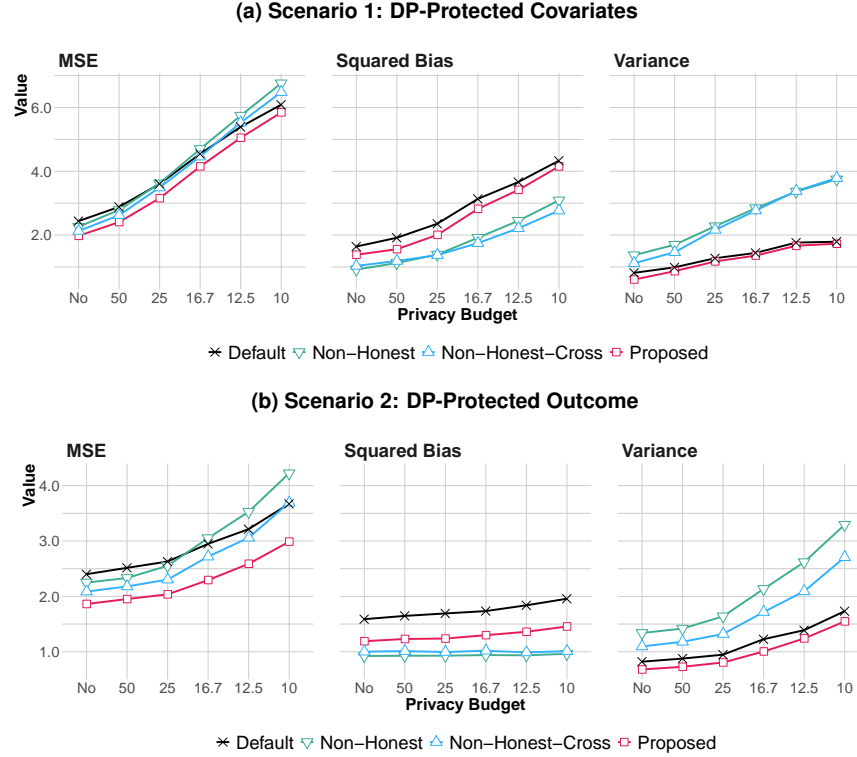 (a) Scenario 1: DP−Protected Covariates
MSE Squared Bias Variance
Value
6.0
4.0
2.0
No 50 25 16.7 12.5 10 No 50 25 16.7 12.5 10 No 50 25 16.7 12.5 10
Privacy Budget
Default Non−Honest Non−Honest−Cross Proposed
(b) Scenario 2: DP−Protected Outcome
MSE Squared Bias Variance
Value
4.0
3.0
2.0
1.0
No 50 25 16.7 12.5 10 No 50 25 16.7 12.5 10 No 50 25 16.7 12.5 10
Privacy Budget
Default Non−Honest Non−Honest−Cross Proposed